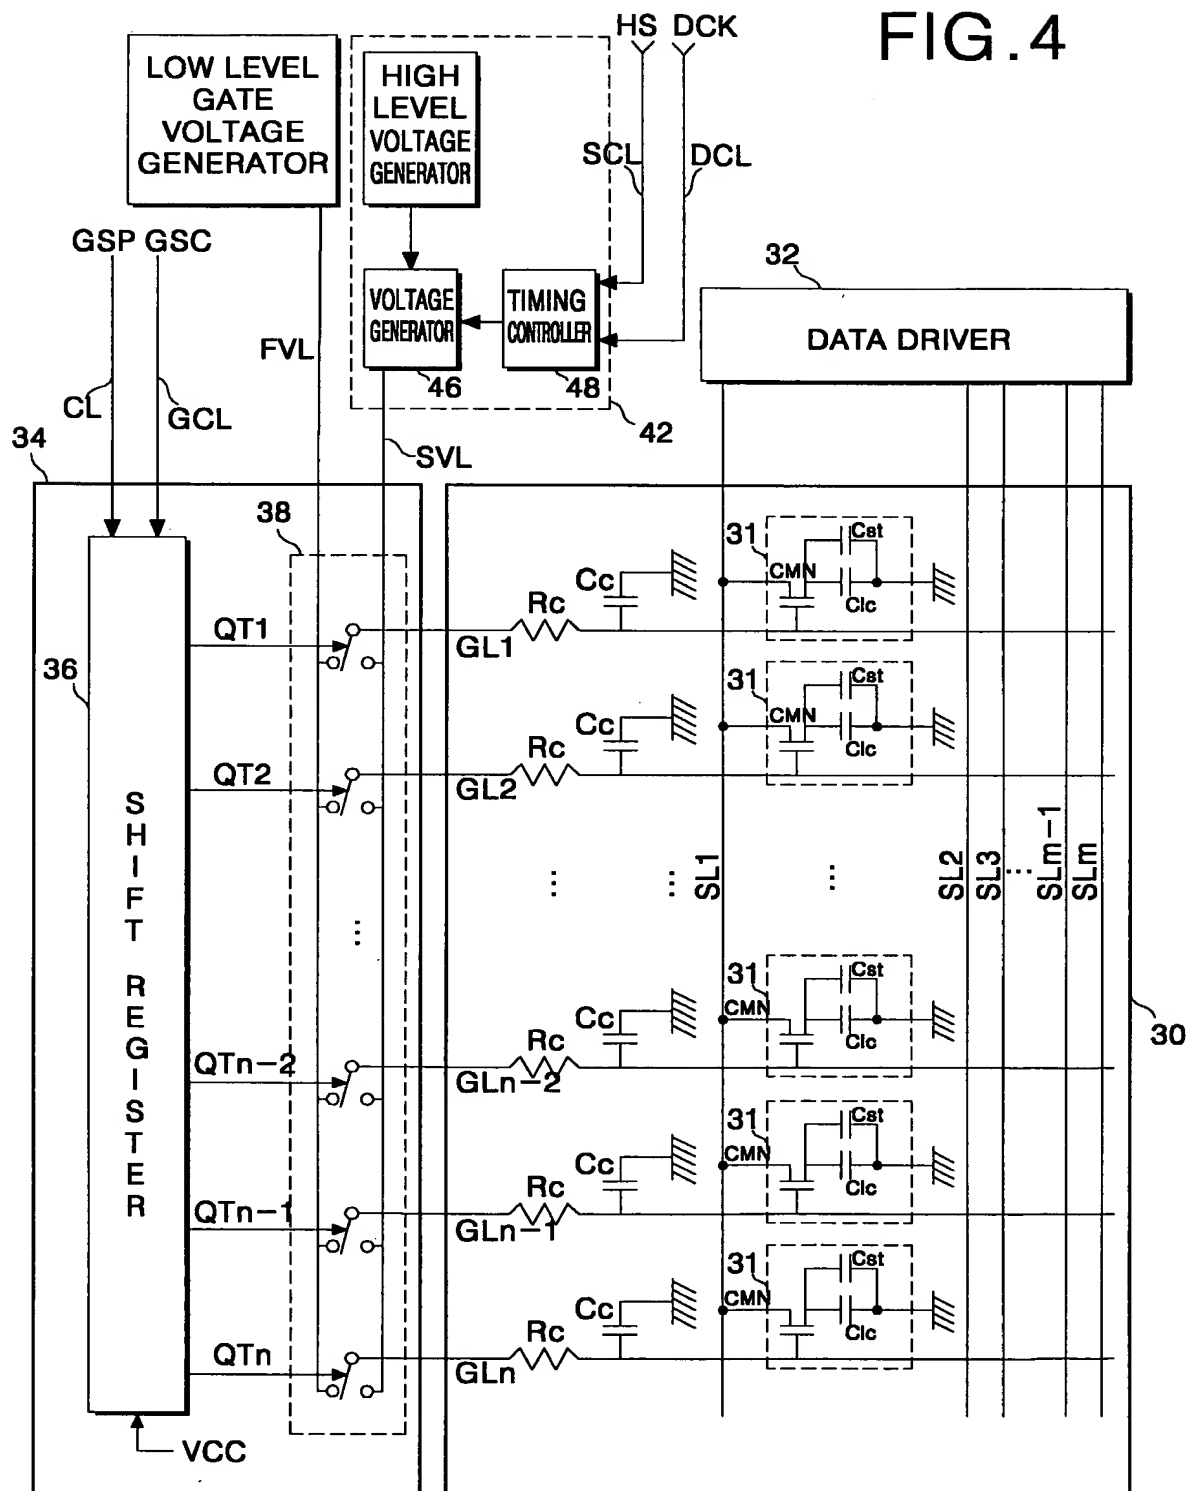 FIG.4
HS DCK
LOW LEVEL
GATE
VOLTAGE
GENERATOR
HIGH
LEVEL
VOLTAGE
GENERATOR
SCL
DCL
GSP GSC
32
VOLTAGE
GENERATOR
TIMING
CONTROLLER
DATA DRIVER
FVL
46
48
CL
GCL
42
34
SVL
38
31
Cst
CMN
Cc
Clc
QT1
Rc
GL1
36
31
Cst
CMN
Cc
Clc
QT2
Rc
GL2
SHIFT REGISTER
...
...
...
...
SL1
SL2
SL3
...
SLm-1
SLm
31
Cst
CMN
Cc
Clc
30
QTn-2
Rc
GLn-2
31
Cst
CMN
Cc
Clc
QTn-1
Rc
GLn-1
31
Cst
CMN
Cc
Clc
QTn
Rc
GLn
VCC